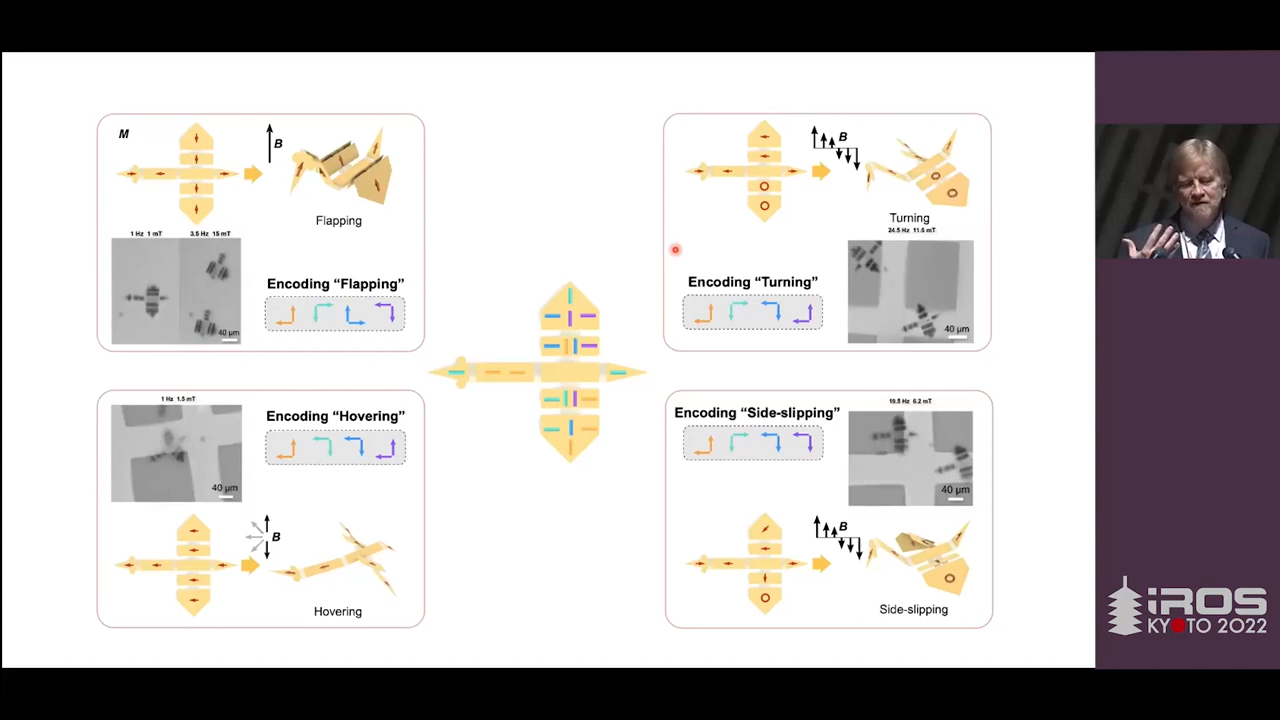 M
B
Flapping
1 Hz 1 mT
3.5 Hz 15 mT
40 μm
Encoding “Flapping”
B
Turning
24.5 Hz 11.6 mT
Encoding “Turning”
40 μm
1 Hz 1.5 mT
Encoding “Hovering”
40 μm
B
Hovering
Encoding “Side-slipping”
19.5 Hz 6.2 mT
40 μm
B
Side-slipping
iROS
KYOTO 2022